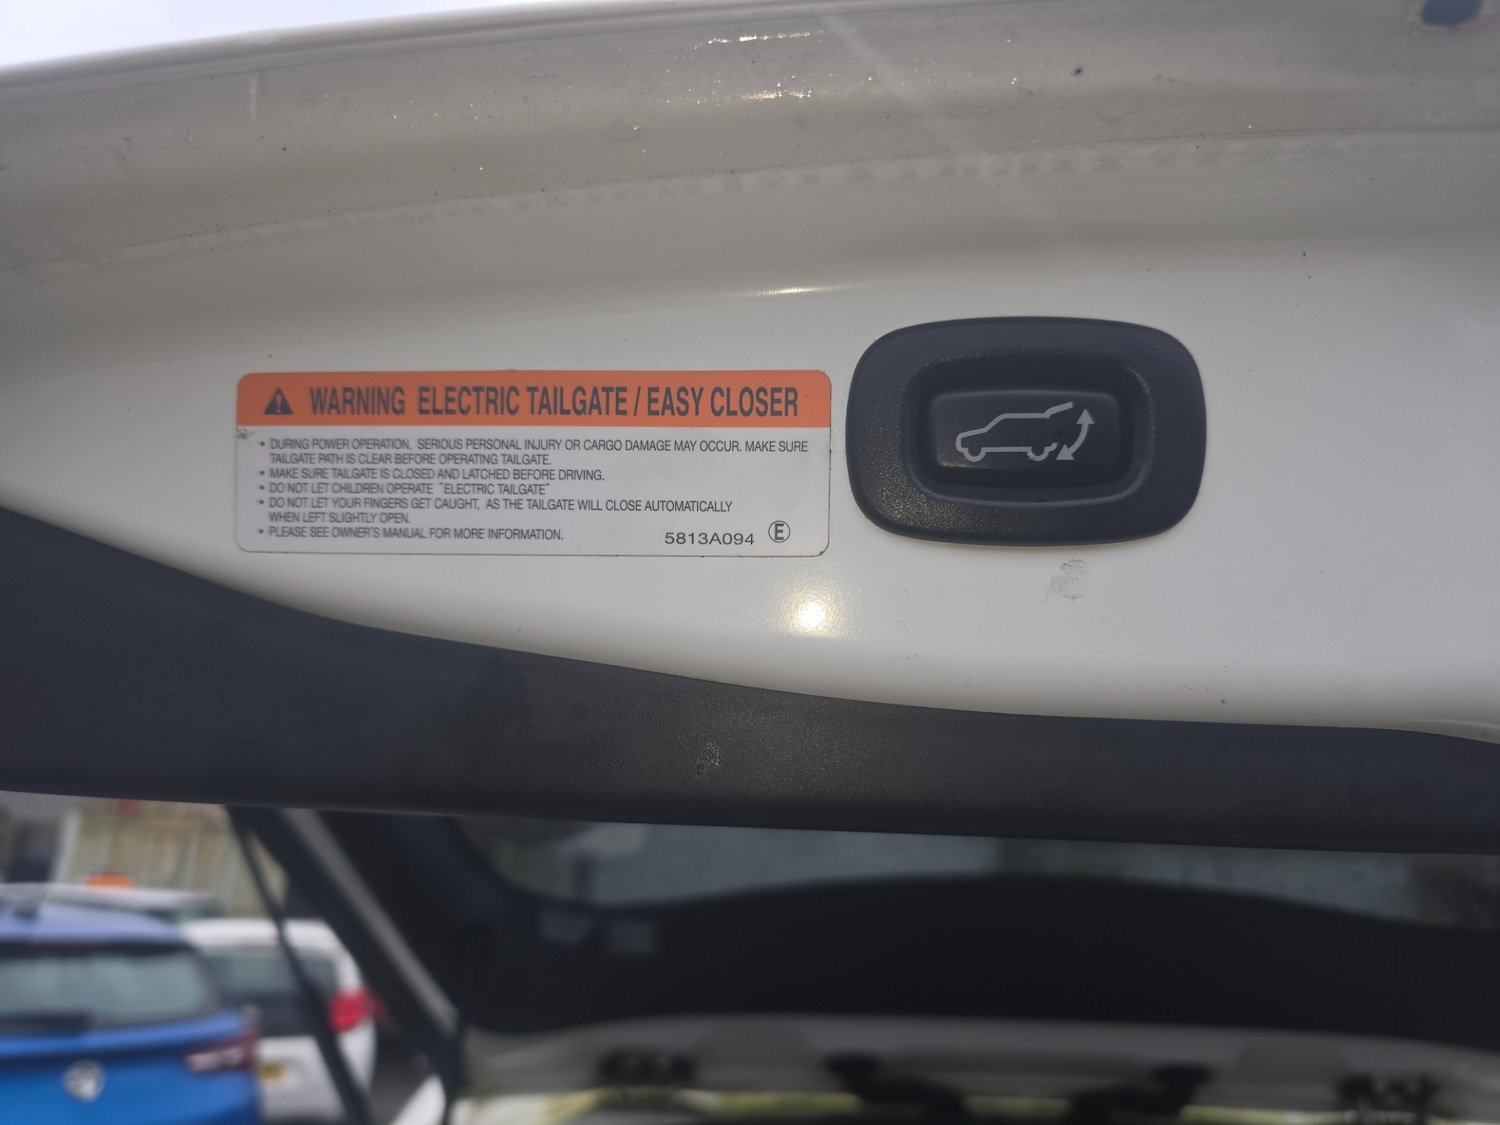 WARNING ELECTRIC TAILGATE / EASY CLOSER
• DURING POWER OPERATION, SERIOUS PERSONAL INJURY OR CARGO DAMAGE MAY OCCUR. MAKE SURE
TAILGATE PATH IS CLEAR BEFORE OPERATING TAILGATE.
• MAKE SURE TAILGATE IS CLOSED AND LATCHED BEFORE DRIVING.
• DO NOT LET CHILDREN OPERATE "ELECTRIC TAILGATE"
• DO NOT LET YOUR FINGERS GET CAUGHT, AS THE TAILGATE WILL CLOSE AUTOMATICALLY
WHEN LEFT SLIGHTLY OPEN.
• PLEASE SEE OWNER'S MANUAL FOR MORE INFORMATION.
5813A094 Ⓔ